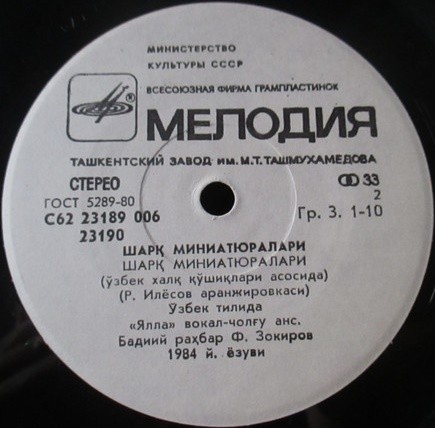 МИНИСТЕРСТВО
КУЛЬТУРЫ СССР
ВСЕСОЮЗНАЯ ФИРМА ГРАМПЛАСТИНОК
МЕЛОДИЯ
ТАШКЕНТСКИЙ ЗАВОД ИМ. М.Т. ТАШМУХАМЕДОВА
СТЕРЕО
33
ГОСТ 5289-80
2
С62 23189 006
Гр. 3. 1-10
23190
ШАРҚ МИНИАТЮРАЛАРИ
ШАРҚ МИНИАТЮРАЛАРИ
(ўзбек халқ қўшиқлари асосида)
(Р. Илёсов аранжировкаси)
Ўзбек тилида
«Ялла» вокал-чолғу анс.
Бадиий раҳбар Ф. Зокиров
1984 й. ёзуви